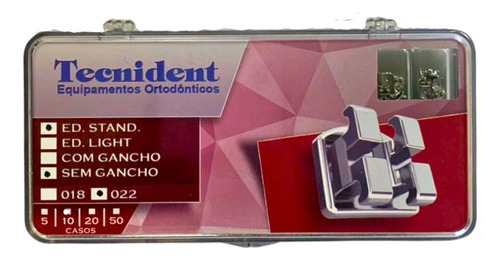 Tecnident
Equipamentos Ortodônticos
ED. STAND.
ED. LIGHT
COM GANCHO
SEM GANCHO
018 022
5 10 20 50
CASOS